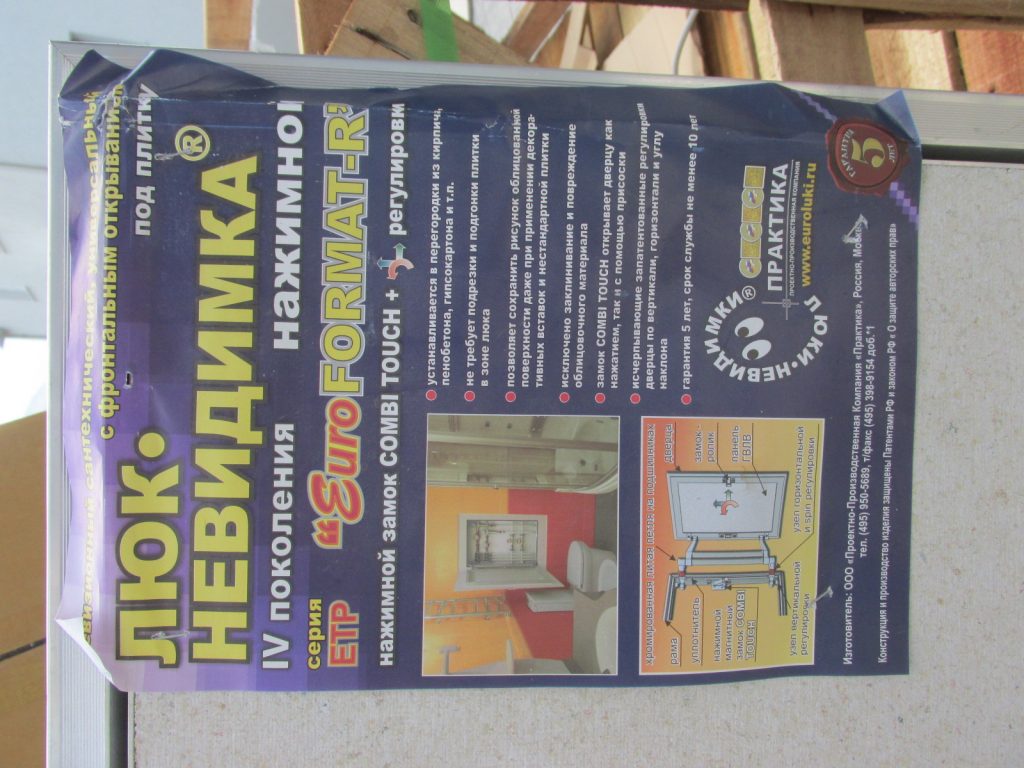 сантехнический, универсальный
с фронтальным открыванием
под плитку
ЛЮК•
НЕВИДИМКА®
IV поколения нажимной
серия
ЕТР "EuroFORMAT-R"
нажимной замок COMBI TOUCH + регулировки
устанавливается в перегородки из кирпича,
пенобетона, гипсокартона и т.п.
не требует подрезки и подгонки плитки
в зоне люка
позволяет сохранить рисунок облицованной
поверхности даже при применении декора-
тивных вставок и нестандартной плитки
исключено заклинивание и повреждение
облицовочного материала
замок COMBI TOUCH открывает дверцу как
нажатием, так и с помощью присоски
исчерпывающие запатентованные регулировки
дверцы по вертикали, горизонтали и углу
наклона
гарантия 5 лет, срок службы не менее 10 лет
хромированная литая петля на подшипниках
рама
уплотнитель
нажимной
магнитный
замок COMBI
TOUCH
узел вертикальной
регулировки
дверца
замок-
ролик
панель
ГВЛВ
узел горизонтальной
и spin регулировки
ЛЮКИ•НЕВИДИМКИ®
ПРАКТИКА
ПРОЕКТНО-ПРОИЗВОДСТВЕННАЯ КОМПАНИЯ
www.euroluki.ru
ГАРАНТИЯ
5
ЛЕТ
Изготовитель: ООО «Проектно-Производственная Компания «Практика», Россия, Москва
тел. (495) 950-5689, т/факс (495) 398-9154 доб.*1
Конструкция и производство изделия защищены Патентами РФ и законом РФ « О защите авторских прав»